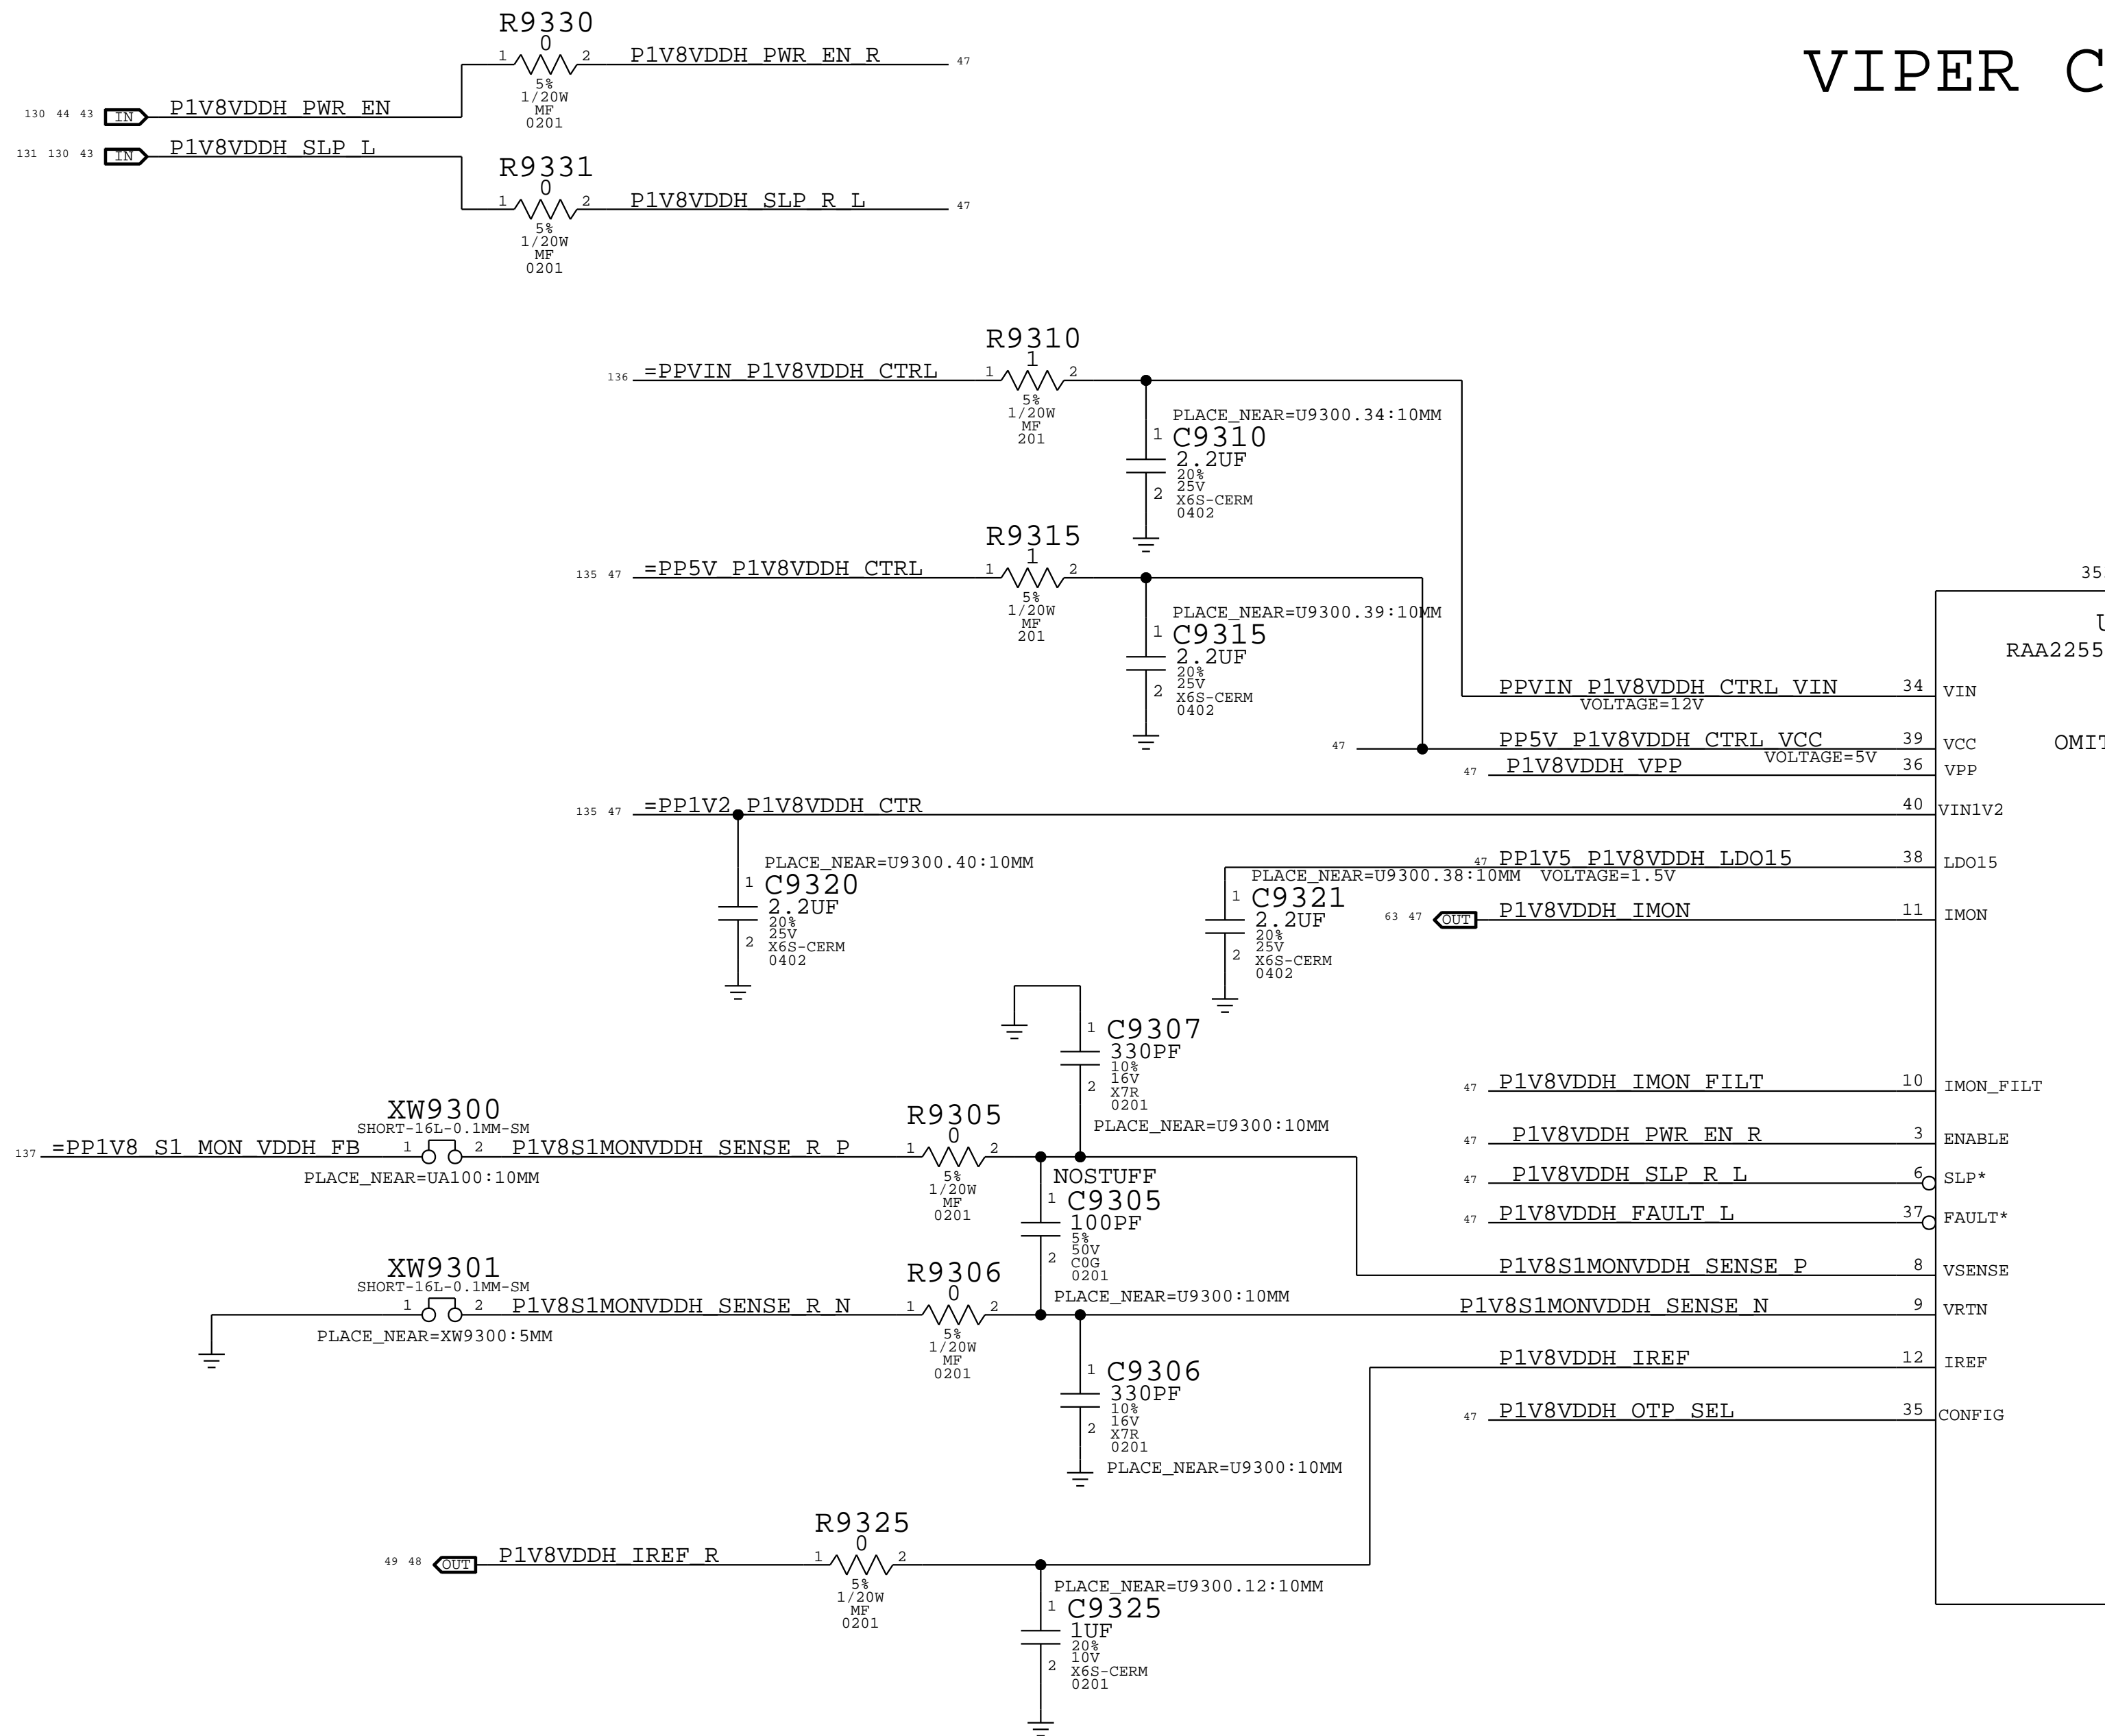 R9330
0
1 2 P1V8VDDH_PWR_EN_R 47
5%
1/20W
MF
0201
VIPER C
130 44 43 IN P1V8VDDH_PWR_EN
131 130 43 IN P1V8VDDH_SLP_L
R9331
0
1 2 P1V8VDDH_SLP_R_L 47
5%
1/20W
MF
0201
R9310
1
136 =PPVIN_P1V8VDDH_CTRL 1 2
5%
1/20W
MF
201
PLACE_NEAR=U9300.34:10MM
1 C9310
2.2UF
20%
25V
2 X6S-CERM
0402
R9315
1
135 47 =PP5V_P1V8VDDH_CTRL 1 2
5%
1/20W
MF
201
PLACE_NEAR=U9300.39:10MM
1 C9315
2.2UF
20%
25V
2 X6S-CERM
0402
35
RAA2255
OMIT
PPVIN_P1V8VDDH_CTRL_VIN 34 VIN
VOLTAGE=12V
47 PP5V_P1V8VDDH_CTRL_VCC 39 VCC
VOLTAGE=5V
47 P1V8VDDH_VPP 36 VPP
135 47 =PP1V2_P1V8VDDH_CTR 40 VIN1V2
PLACE_NEAR=U9300.40:10MM
1 C9320
2.2UF
20%
25V
2 X6S-CERM
0402
47 PP1V5_P1V8VDDH_LDO15 38 LDO15
PLACE_NEAR=U9300.38:10MM VOLTAGE=1.5V
1 C9321
2.2UF
20%
25V
2 X6S-CERM
0402
63 47 OUT P1V8VDDH_IMON 11 IMON
1 C9307
330PF
10%
16V
2 X7R
0201
PLACE_NEAR=U9300:10MM
47 P1V8VDDH_IMON_FILT 10 IMON_FILT
47 P1V8VDDH_PWR_EN_R 3 ENABLE
47 P1V8VDDH_SLP_R_L 6 SLP*
47 P1V8VDDH_FAULT_L 37 FAULT*
P1V8S1MONVDDH_SENSE_P 8 VSENSE
P1V8S1MONVDDH_SENSE_N 9 VRTN
P1V8VDDH_IREF 12 IREF
47 P1V8VDDH_OTP_SEL 35 CONFIG
XW9300
SHORT-16L-0.1MM-SM
137 =PP1V8_S1_MON_VDDH_FB 1 2 P1V8S1MONVDDH_SENSE_R_P
PLACE_NEAR=UA100:10MM
R9305
0
1 2
5%
1/20W
MF
0201
NOSTUFF
1 C9305
100PF
5%
50V
2 C0G
0201
PLACE_NEAR=U9300:10MM
XW9301
SHORT-16L-0.1MM-SM
1 2 P1V8S1MONVDDH_SENSE_R_N
PLACE_NEAR=XW9300:5MM
R9306
0
1 2
5%
1/20W
MF
0201
1 C9306
330PF
10%
16V
2 X7R
0201
PLACE_NEAR=U9300:10MM
R9325
0
49 48 OUT P1V8VDDH_IREF_R 1 2
5%
1/20W
MF
0201
PLACE_NEAR=U9300.12:10MM
1 C9325
1UF
20%
10V
2 X6S-CERM
0201